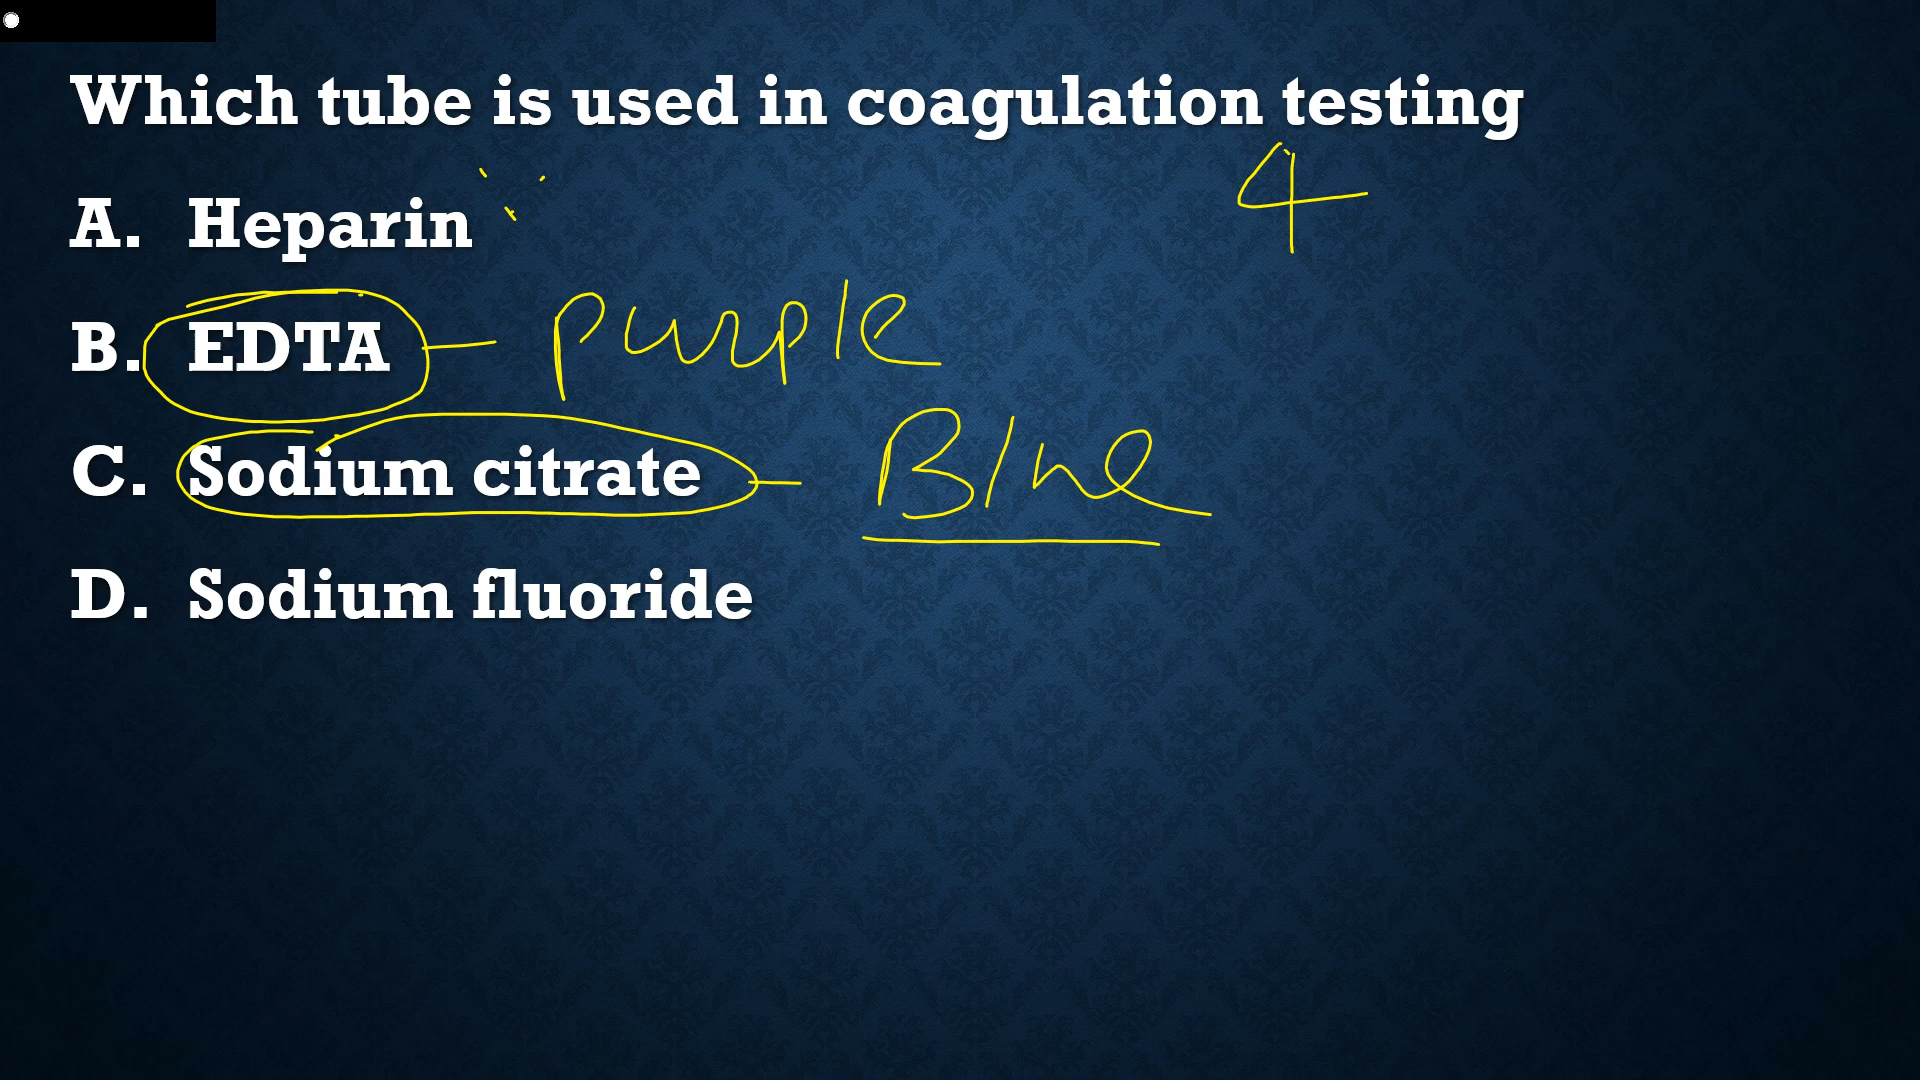 Which tube is used in coagulation testing
4
A. Heparin
B. EDTA - purple
C. Sodium citrate - Blue
D. Sodium fluoride